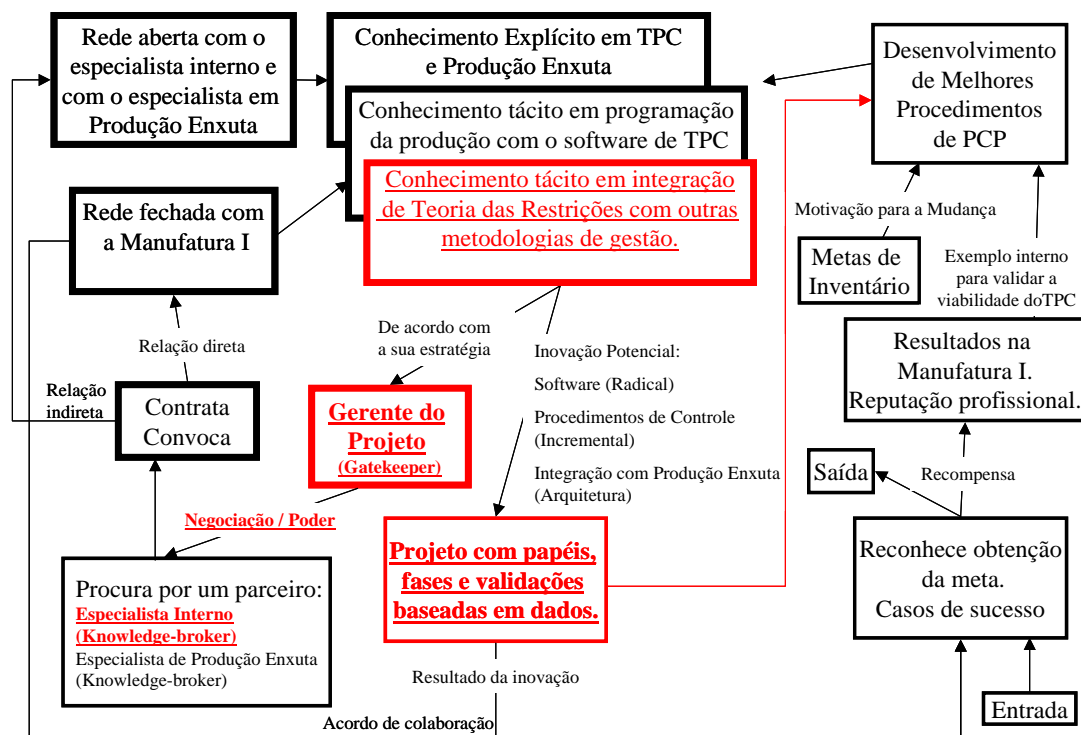 Rede aberta com o
especialista interno e
com o especialista em
Produção Enxuta
Conhecimento Explícito em TPC
e Produção Enxuta
Conhecimento tácito em programação
da produção com o software de TPC
Conhecimento tácito em integração
de Teoria das Restrições com outras
metodologias de gestão.
Desenvolvimento
de Melhores
Procedimentos
de PCP
Rede fechada com
a Manufatura I
Motivação para a Mudança
Metas de
Inventário
Exemplo interno
para validar a
viabilidade doTPC
Relação direta
Relação
indireta
Contrata
Convoca
De acordo com
a sua estratégia
Gerente do
Projeto
(Gatekeeper)
Inovação Potencial:
Software (Radical)
Procedimentos de Controle
(Incremental)
Integração com Produção Enxuta
(Arquitetura)
Resultados na
Manufatura I.
Reputação profissional.
Saída
Recompensa
Negociação / Poder
Procura por um parceiro:
Especialista Interno
(Knowledge-broker)
Especialista de Produção Enxuta
(Knowledge-broker)
Projeto com papéis,
fases e validações
baseadas em dados.
Reconhece obtenção
da meta.
Casos de sucesso
Resultado da inovação
Acordo de colaboração
Entrada